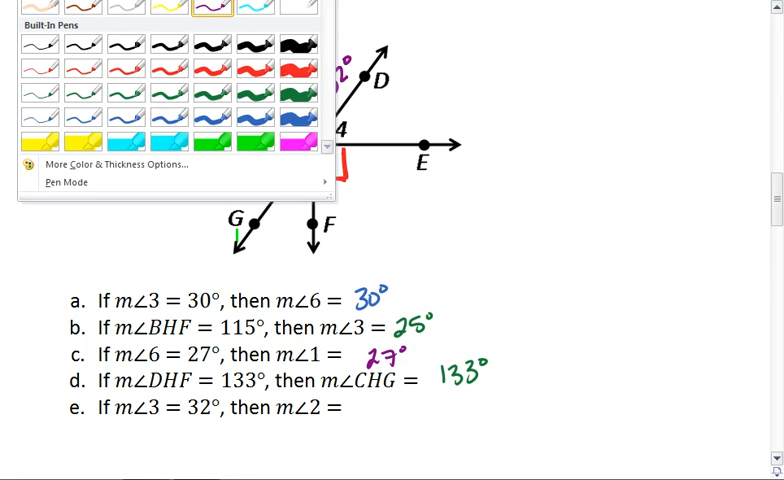 Built-In Pens
More Color & Thickness Options...
Pen Mode
2°
D
4
E
G
F
a. If m∠3 = 30°, then m∠6 = 30°
b. If m∠BHF = 115°, then m∠3 = 25°
c. If m∠6 = 27°, then m∠1 = 27°
d. If m∠DHF = 133°, then m∠CHG = 133°
e. If m∠3 = 32°, then m∠2 =